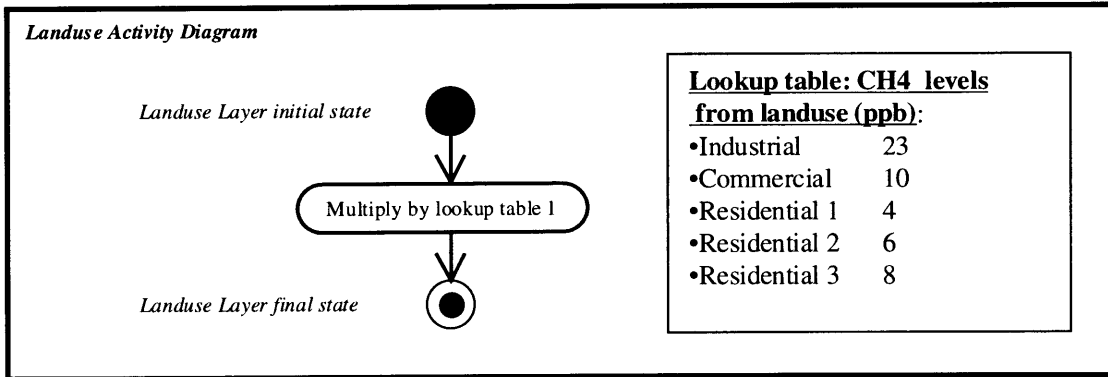 Landuse Activity Diagram
Landuse Layer initial state
Multiply by lookup table 1
Landuse Layer final state
Lookup table: CH4 levels
from landuse (ppb):
•Industrial 23
•Commercial 10
•Residential 1 4
•Residential 2 6
•Residential 3 8